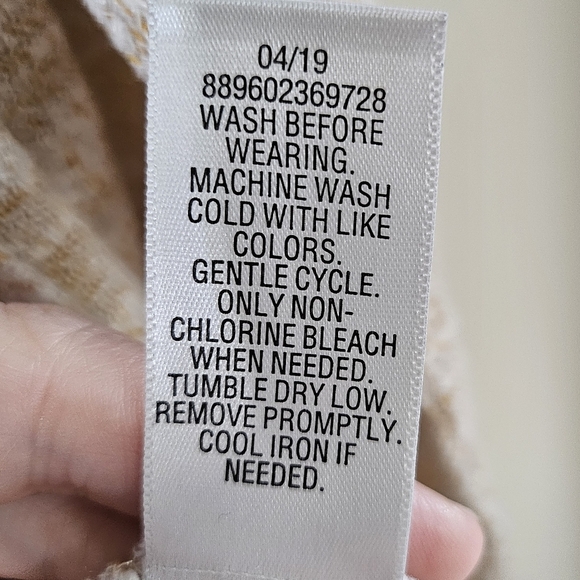 04/19
889602369728
WASH BEFORE
WEARING.
MACHINE WASH
COLD WITH LIKE
COLORS.
GENTLE CYCLE.
ONLY NON-
CHLORINE BLEACH
WHEN NEEDED.
TUMBLE DRY LOW.
REMOVE PROMPTLY.
COOL IRON IF
NEEDED.